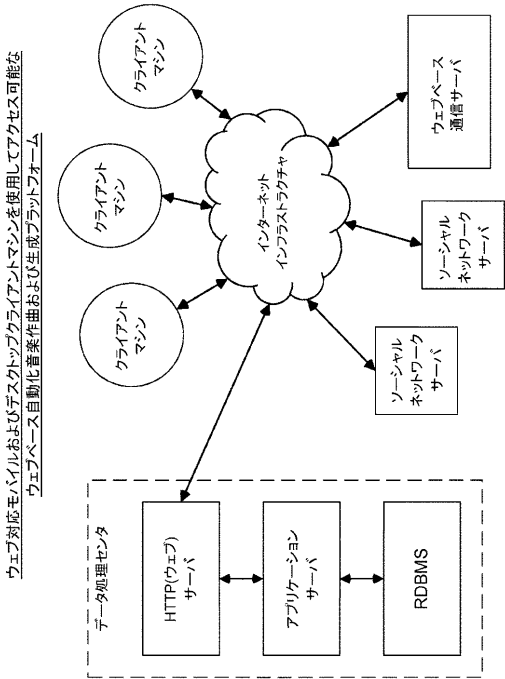 ウェブ対応モバイルおよびデスクトップクライアントマシンを使用してアクセス可能な
ウェブベース自動化音楽作曲および生成プラットフォーム
データ処理センタ
HTTP(ウェブ)
サーバ
アプリケーション
サーバ
RDBMS
クライアント
マシン
クライアント
マシン
クライアント
マシン
インターネット
インフラストラクチャ
ソーシャル
ネットワーク
サーバ
ソーシャル
ネットワーク
サーバ
ウェブベース
通信サーバ